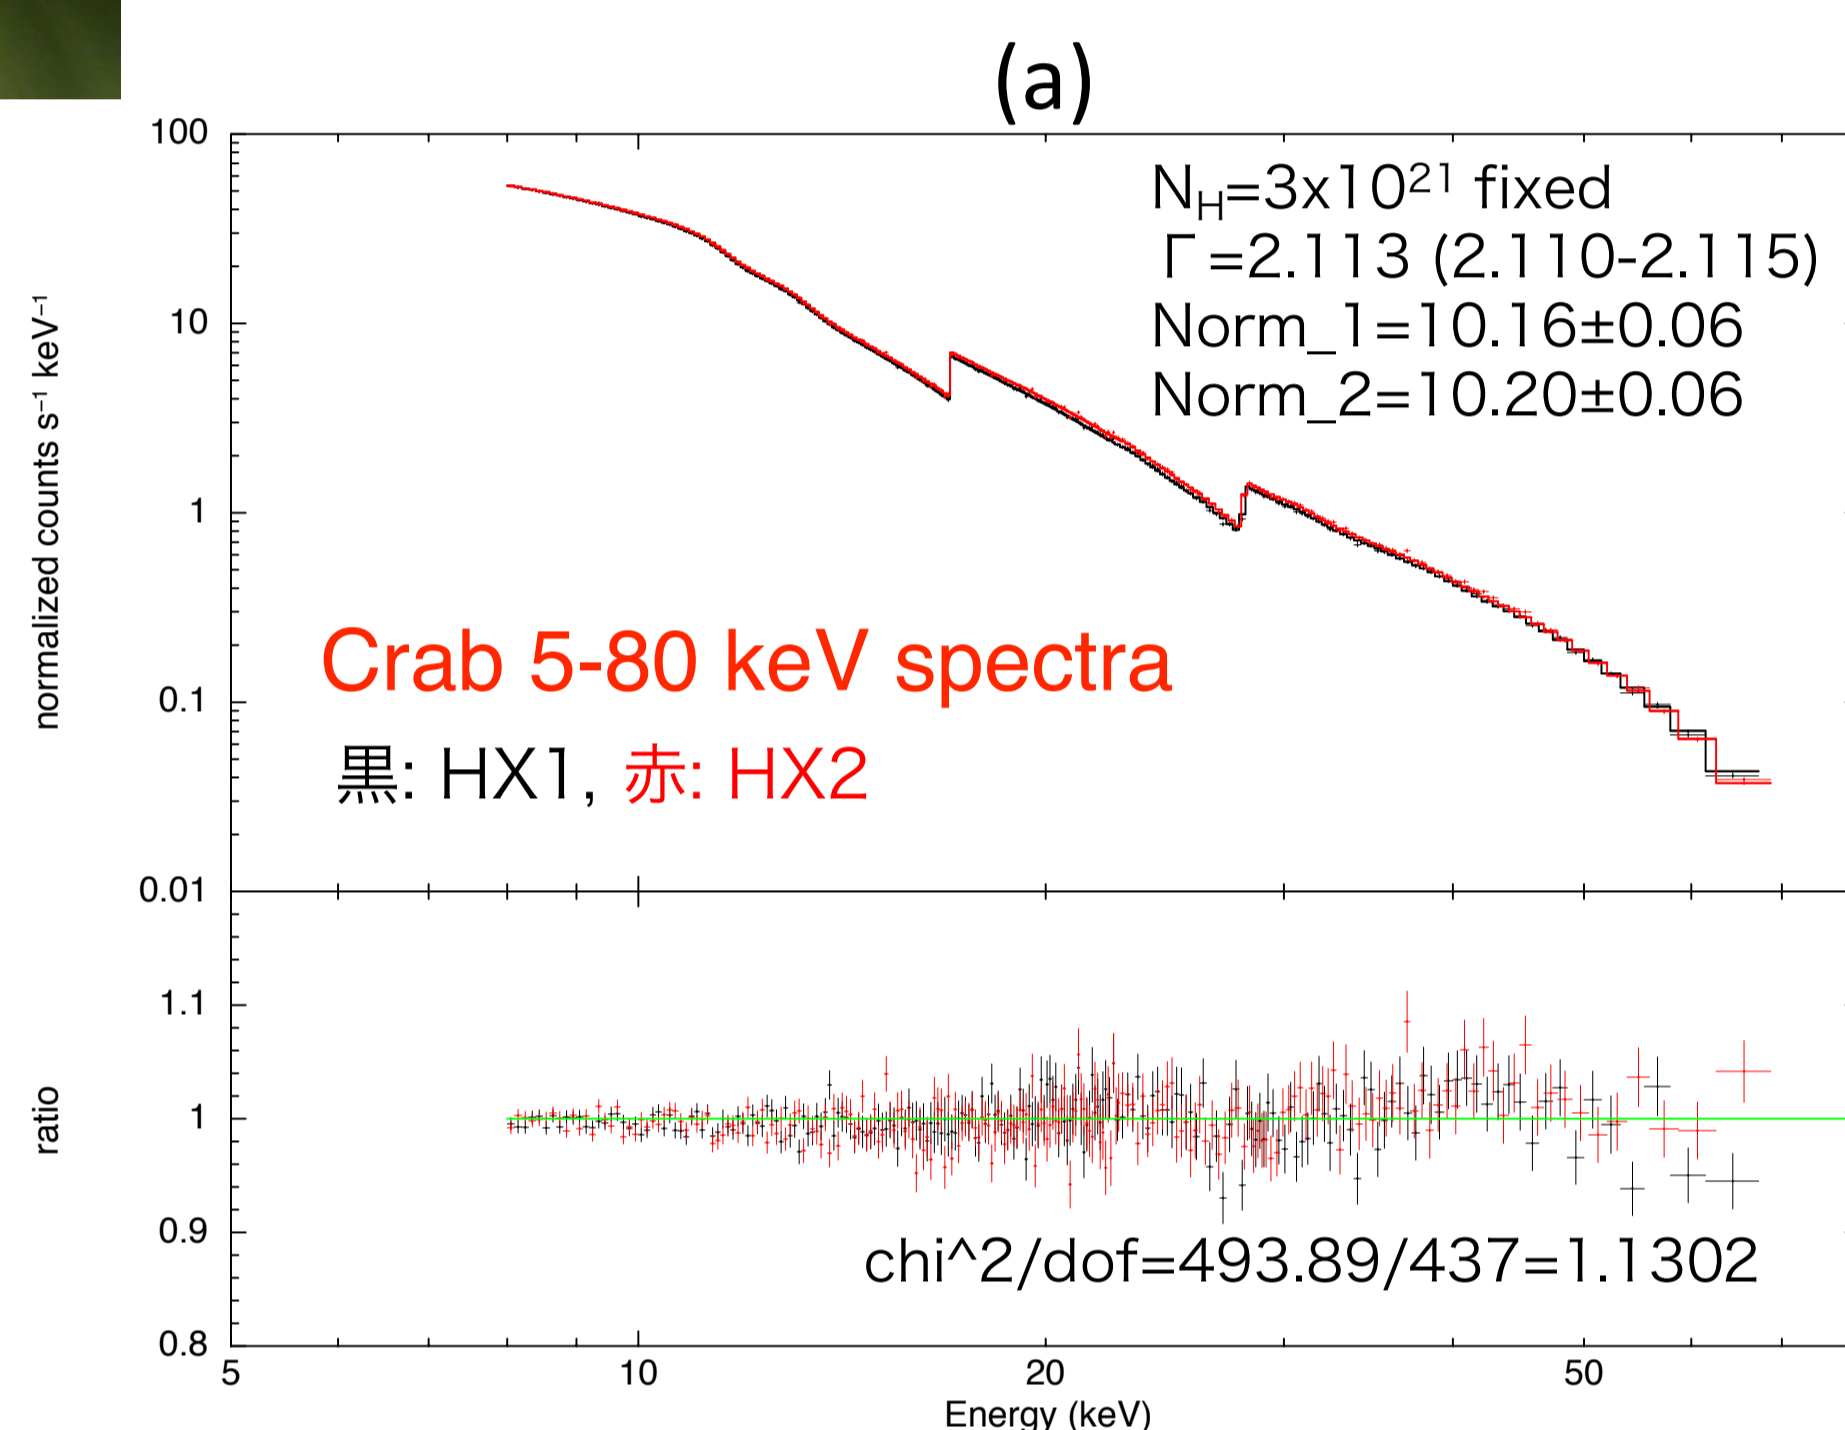 (a)
100
10
1
0.1
0.01
normalized counts s⁻¹ keV⁻¹
N_H=3x10²¹ fixed
Γ=2.113 (2.110-2.115)
Norm_1=10.16±0.06
Norm_2=10.20±0.06
Crab 5-80 keV spectra
黒: HX1, 赤: HX2
1.1
1
0.9
0.8
ratio
chi^2/dof=493.89/437=1.1302
5
10
20
50
Energy (keV)